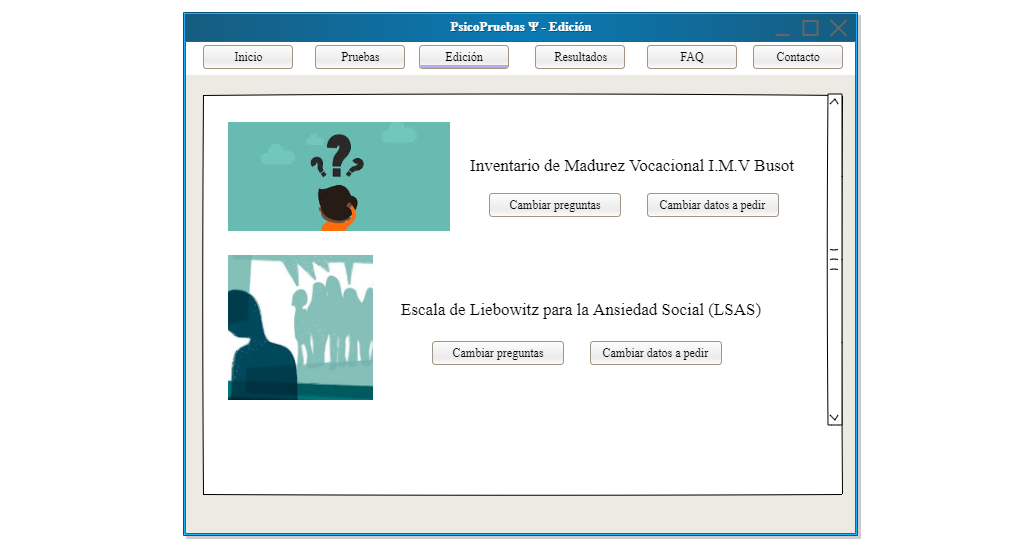 PsicoPruebas Ψ - Edición
Inicio
Pruebas
Edición
Resultados
FAQ
Contacto
???
Inventario de Madurez Vocacional I.M.V Busot
Cambiar preguntas
Cambiar datos a pedir
Escala de Liebowitz para la Ansiedad Social (LSAS)
Cambiar preguntas
Cambiar datos a pedir